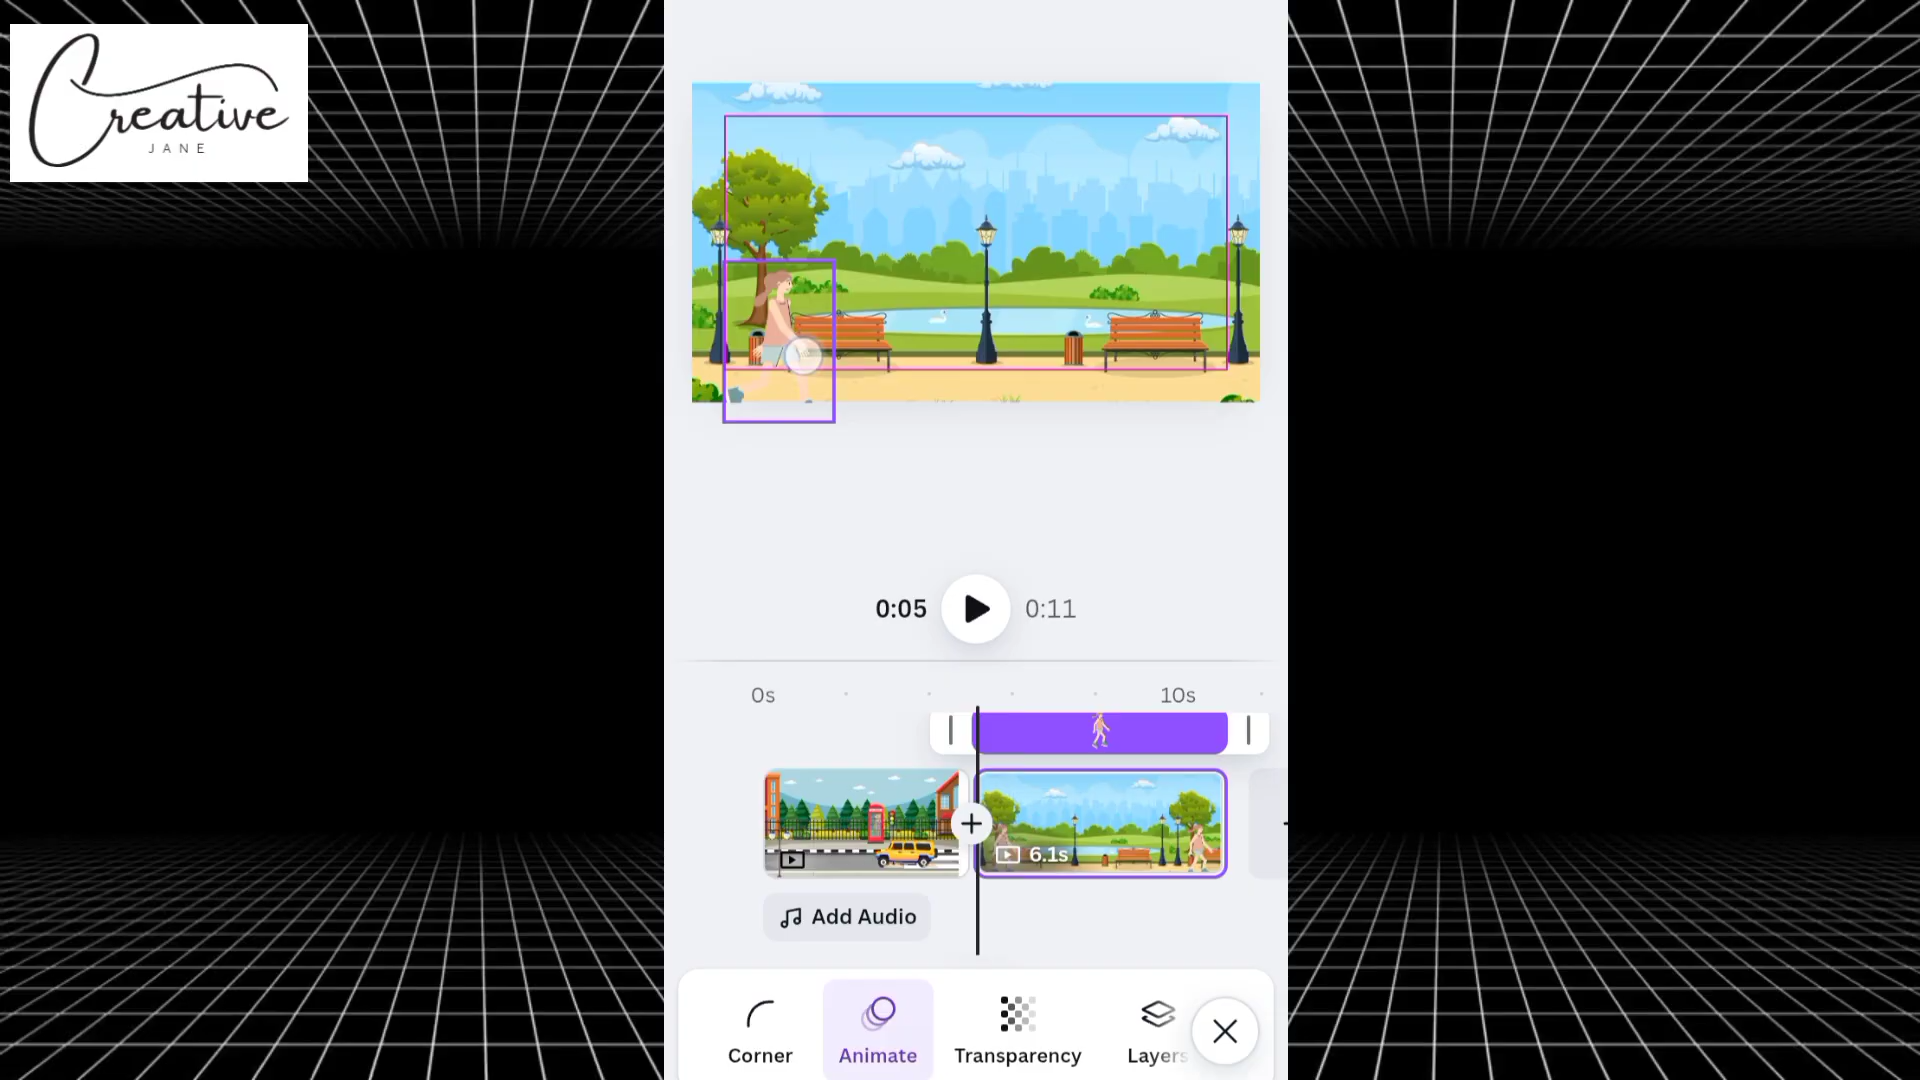 Creative
JANE
0:05
0:11
0s
10s
6.1s
Add Audio
Corner
Animate
Transparency
Layers